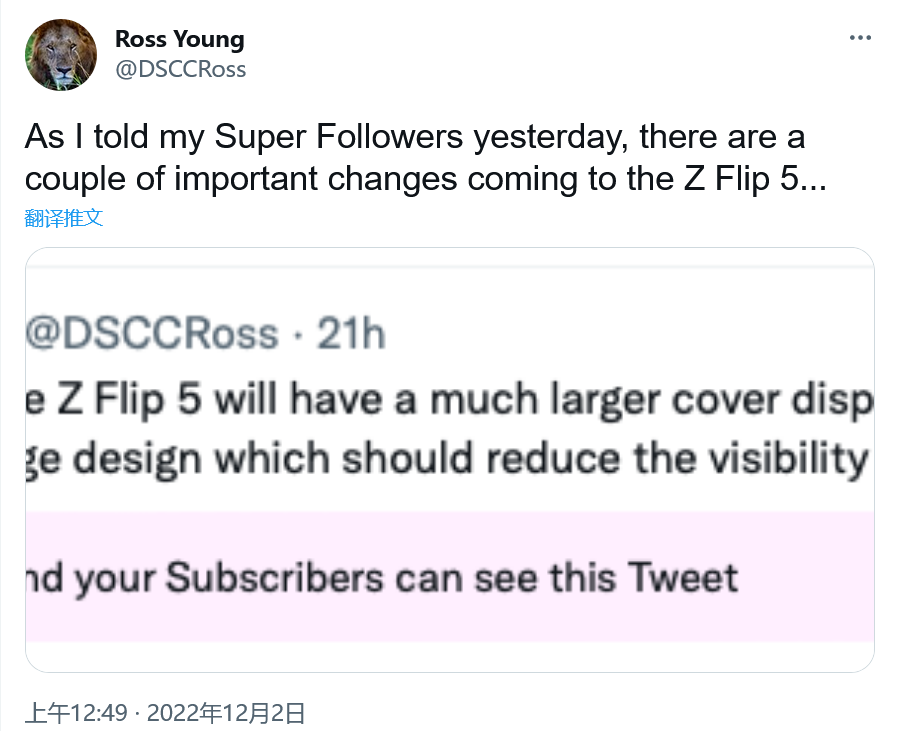 Ross Young
@DSCCRoss
As I told my Super Followers yesterday, there are a
couple of important changes coming to the Z Flip 5...
翻译推文
@DSCCRoss · 21h
e Z Flip 5 will have a much larger cover disp
ge design which should reduce the visibility
nd your Subscribers can see this Tweet
上午12:49 · 2022年12月2日